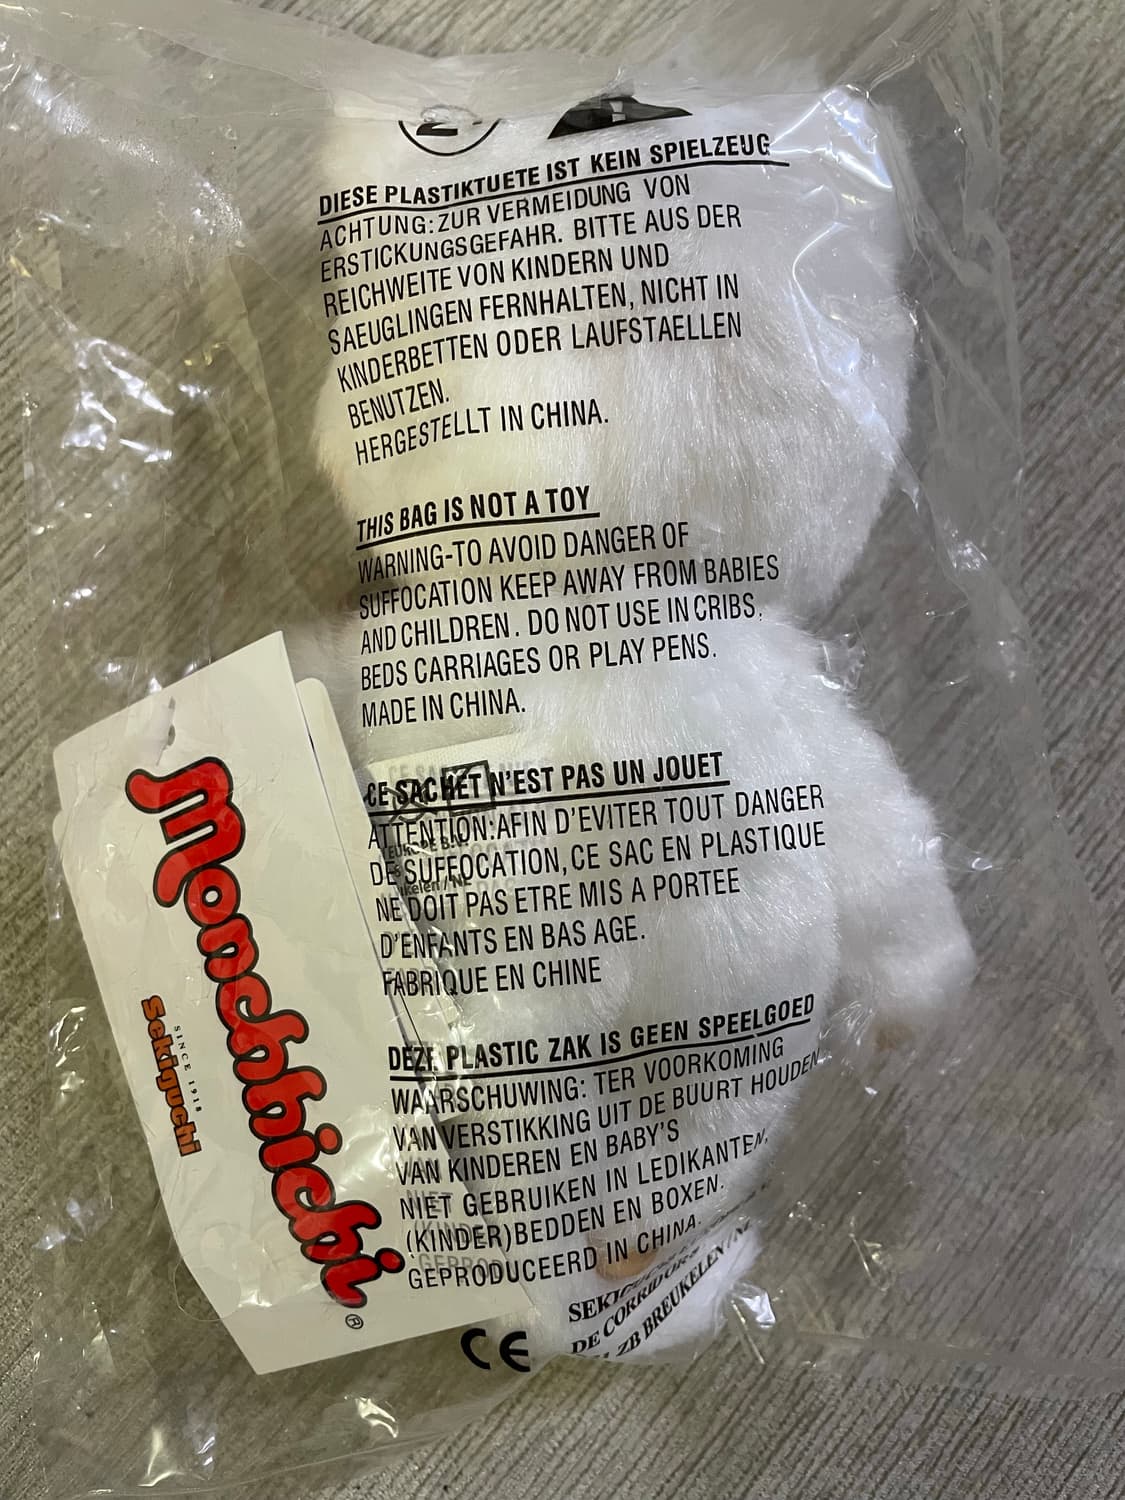 DIESE PLASTIKTUETE IST KEIN SPIELZEUG
ACHTUNG: ZUR VERMEIDUNG VON
ERSTICKUNGSGEFAHR. BITTE AUS DER
REICHWEITE VON KINDERN UND
SAEUGLINGEN FERNHALTEN, NICHT IN
KINDERBETTEN ODER LAUFSTAELLEN
BENUTZEN.
HERGESTELLT IN CHINA.
THIS BAG IS NOT A TOY
WARNING-TO AVOID DANGER OF
SUFFOCATION KEEP AWAY FROM BABIES
AND CHILDREN. DO NOT USE IN CRIBS,
BEDS CARRIAGES OR PLAY PENS.
MADE IN CHINA.
CE SACHET N'EST PAS UN JOUET
ATTENTION: AFIN D'EVITER TOUT DANGER
DE SUFFOCATION, CE SAC EN PLASTIQUE
NE DOIT PAS ETRE MIS A PORTEE
D'ENFANTS EN BAS AGE.
FABRIQUE EN CHINE
DEZE PLASTIC ZAK IS GEEN SPEELGOED
WAARSCHUWING: TER VOORKOMING
VAN VERSTIKKING UIT DE BUURT HOUDEN
VAN KINDEREN EN BABY'S
NIET GEBRUIKEN IN LEDIKANTEN,
(KINDER)BEDDEN EN BOXEN.
GEPRODUCEERD IN CHINA.
CE
DE
ZB BREUKELEN/
Monchhichi®
SINCE 1918
Sekiguchi